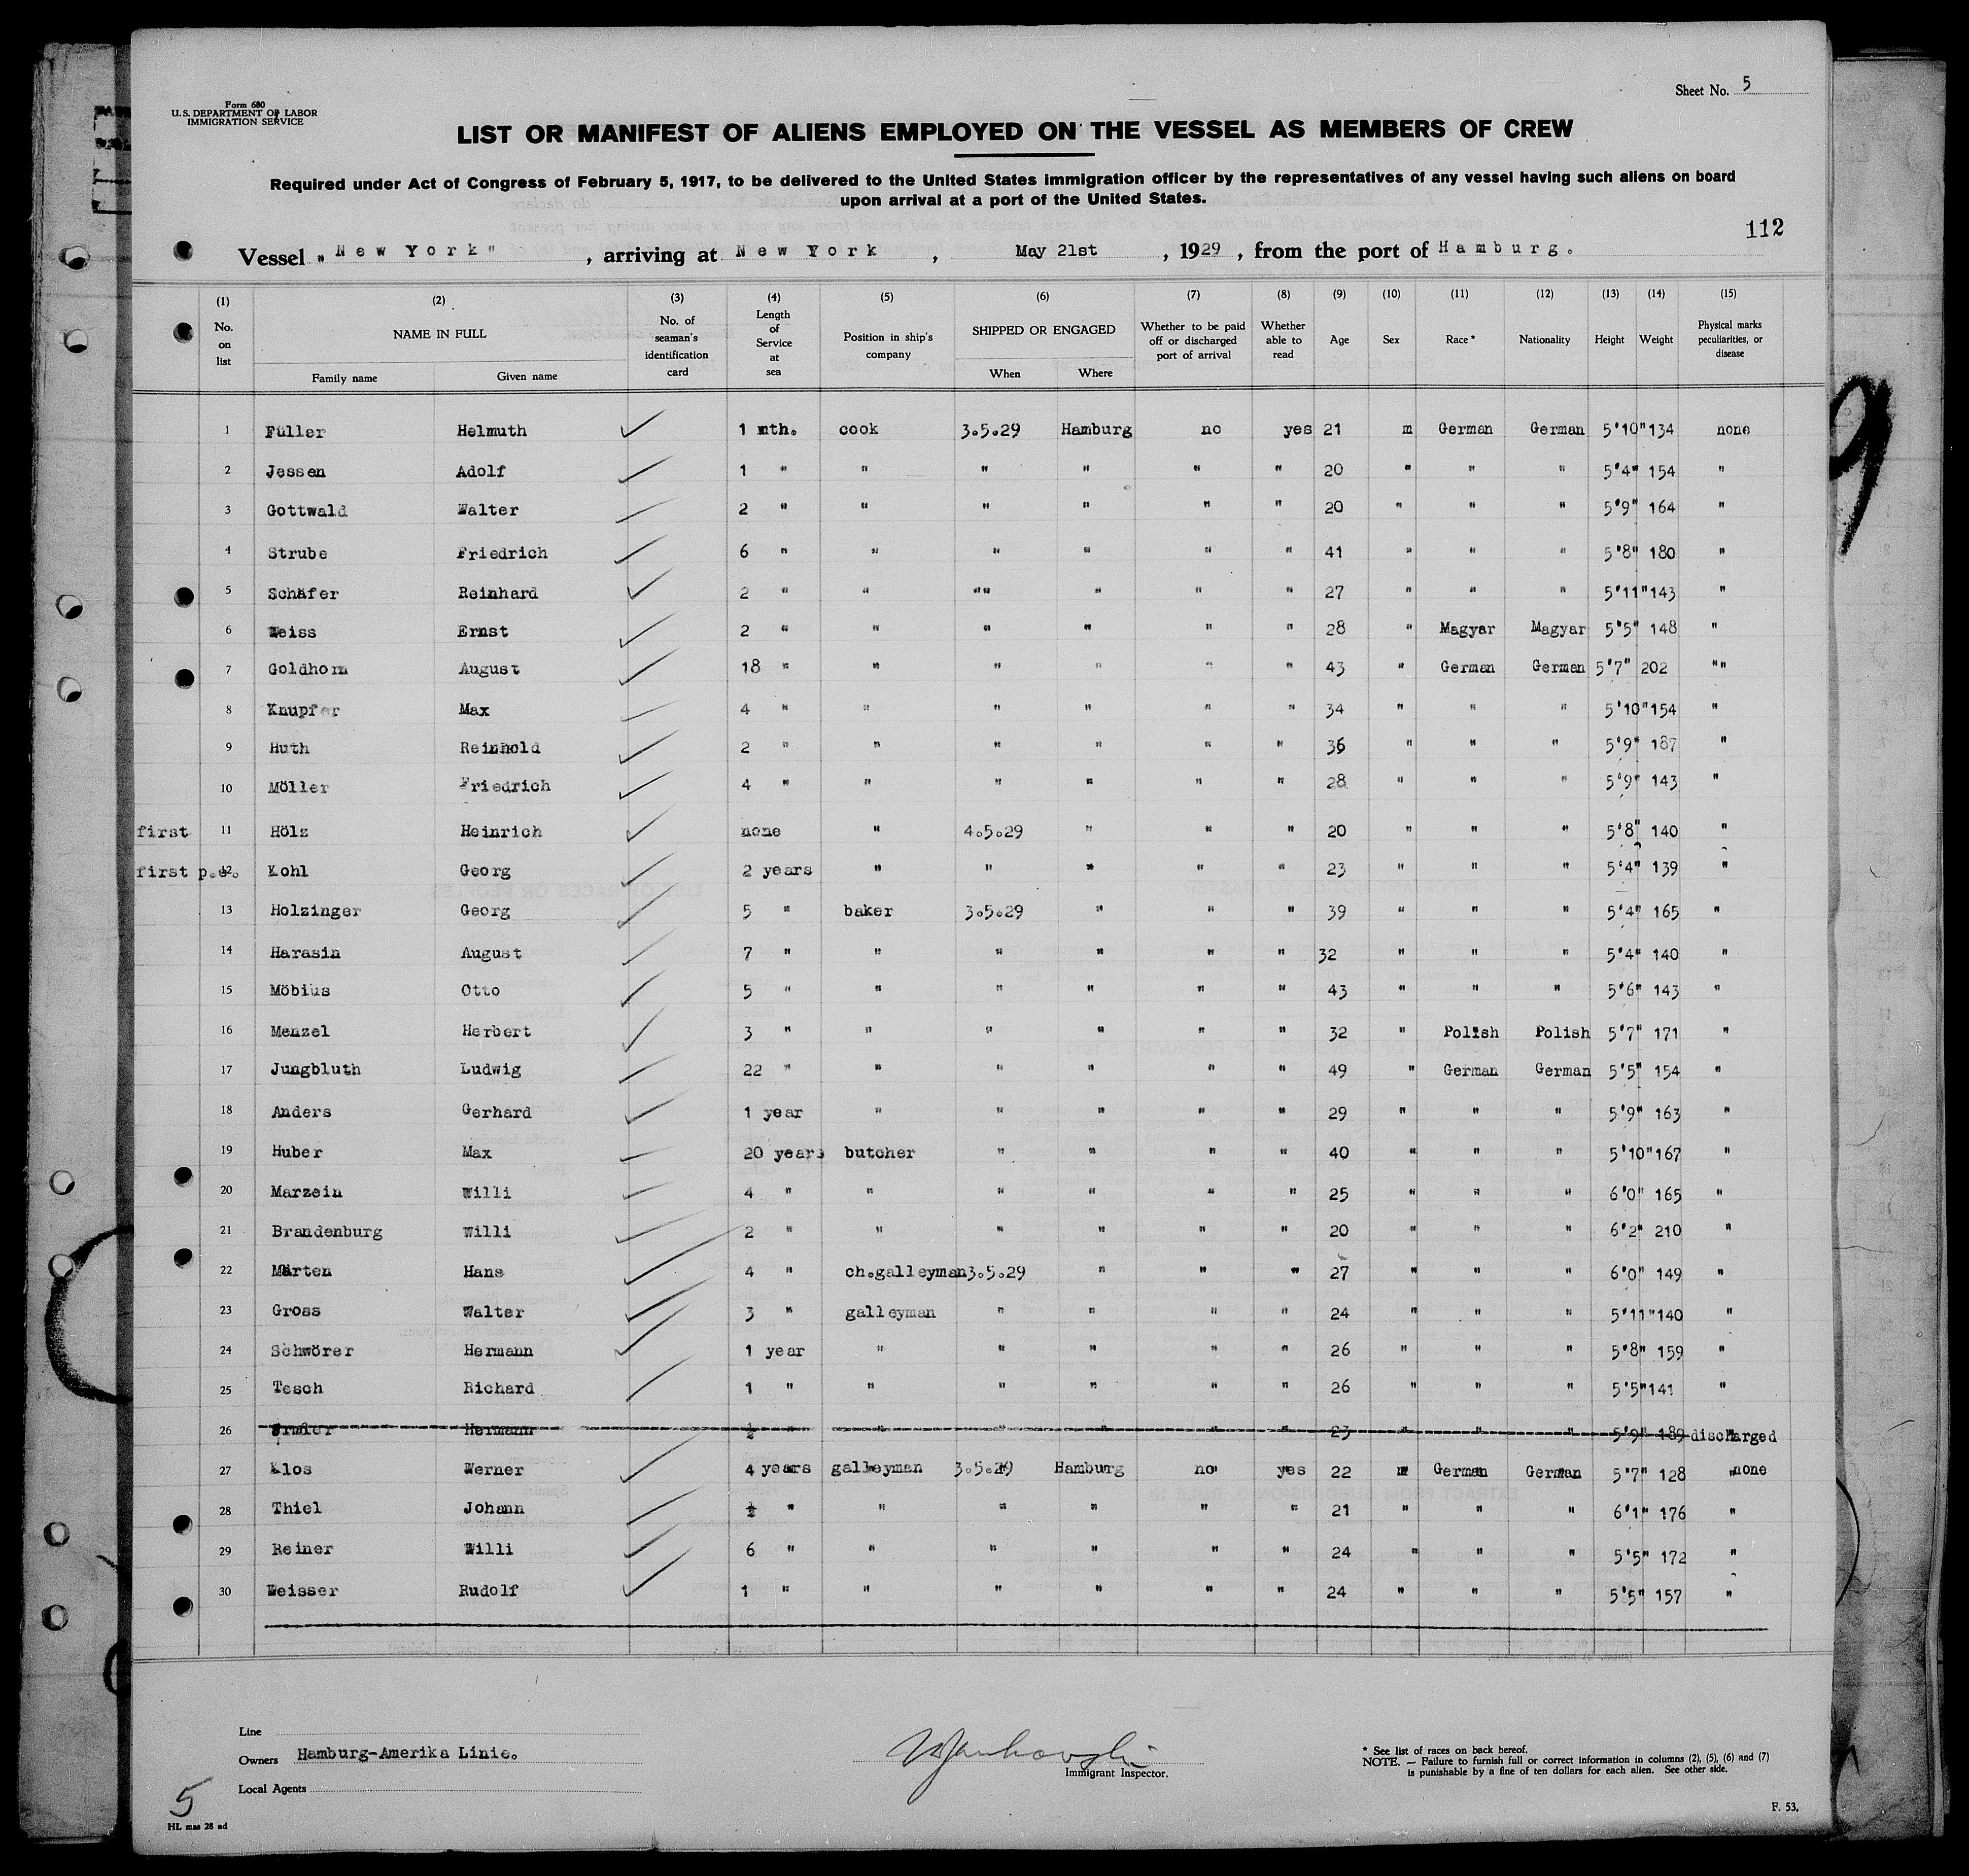 Form 680
U.S. DEPARTMENT OF LABOR
IMMIGRATION SERVICE
Sheet No. 5
LIST OR MANIFEST OF ALIENS EMPLOYED ON THE VESSEL AS MEMBERS OF CREW
Required under Act of Congress of February 5, 1917, to be delivered to the United States immigration officer by the representatives of any vessel having such aliens on board
upon arrival at a port of the United States.
112
Vessel "New York", arriving at New York, May 21st, 1929, from the port of Hamburg.
(1) (2) (3) (4) (5) (6) (7) (8) (9) (10) (11) (12) (13) (14) (15)
No. on list NAME IN FULL No. of seaman's identification card Length of Service at sea Position in ship's company SHIPPED OR ENGAGED Whether to be paid off or discharged port of arrival Whether able to read Age Sex Race * Nationality Height Weight Physical marks peculiarities, or disease
Family name Given name When Where
1 Füller Helmuth ✓ 1 mth. cook 3.5.29 Hamburg no yes 21 m German German 5'10" 134 none
2 Jessen Adolf ✓ 1 " " " " " " 20 " " " 5'4" 154 "
3 Gottwald Walter ✓ 2 " " " " " " 20 " " " 5'9" 164 "
4 Strube Friedrich ✓ 6 " " " " " " 41 " " " 5'8" 180 "
5 Schäfer Reinhard ✓ 2 " " "" " " " 27 " " " 5'11" 143 "
6 Weiss Ernst ✓ 2 " " " " " " 28 " Magyar Magyar 5'5" 148 "
7 Goldhorn August ✓ 18 " " " " " " 43 " German German 5'7" 202 ""
8 Knupfer Max ✓ 4 " " " " " " 34 " " " 5'10" 154 "
9 Huth Reinhold ✓ 2 " " " " " " 36 " " " 5'9" 187 "
10 Möller Friedrich ✓ 4 " " " " " " 28 " " " 5'9" 143 "
first 11 Hölz Heinrich ✓ none " 4.5.29 " " " 20 " " " 5'8" 140 "
first p.e. 12 Kohl Georg ✓ 2 years " " " " " 23 " " " 5'4" 139 "
13 Holzinger Georg ✓ 5 " baker 3.5.29 " " " 39 " " " 5'4" 165 "
14 Harasin August ✓ 7 " " " " " " 32 " " " 5'4" 140 "
15 Möbius Otto ✓ 5 " " " " " " 43 " " " 5'6" 143 "
16 Menzel Herbert ✓ 3 " " " " " " 32 " Polish Polish 5'7" 171 "
17 Jungbluth Ludwig ✓ 22 " " " " " " 49 " German German 5'5" 154 "
18 Anders Gerhard ✓ 1 year " " " " " 29 " " " 5'9" 163 "
19 Huber Max ✓ 20 years butcher " " " " 40 " " " 5'10" 167 "
20 Marzein Willi ✓ 4 " " " " " " 25 " " " 6'0" 165 "
21 Brandenburg Willi ✓ 2 " " " " " " 20 " " " 6'2" 210 "
22 Märten Hans ✓ 4 " ch.galleyman 3.5.29 " " " 27 " " " 6'0" 149 "
23 Gross Walter ✓ 3 " galleyman " " " " 24 " " " 5'11" 140 "
24 Schwörer Hermann ✓ 1 year " " " " " 26 " " " 5'8" 159 "
25 Tesch Richard ✓ 1 " " " " " " 26 " " " 5'5" 141 "
26 Hermann ½ " " " " " " 23 " " " 5'9" 189 discharged
27 Klos Werner ✓ 4 years galleyman 3.5.29 Hamburg no yes 22 m German German 5'7" 128 none
28 Thiel Johann ✓ ½ " " " " " " 21 " " " 6'1" 176 "
29 Reiner Willi ✓ 6 " " " " " " 24 " " " 5'5" 172 "
30 Weisser Rudolf ✓ 1 " " " " " " 24 " " " 5'5" 157 "
Line
Owners Hamburg-Amerika Linie.
Local Agents
Immigrant Inspector.
* See list of races on back hereof.
NOTE. — Failure to furnish full or correct information in columns (2), (5), (6) and (7)
is punishable by a fine of ten dollars for each alien. See other side.
5
HL mas 28 ad
F. 53.
9